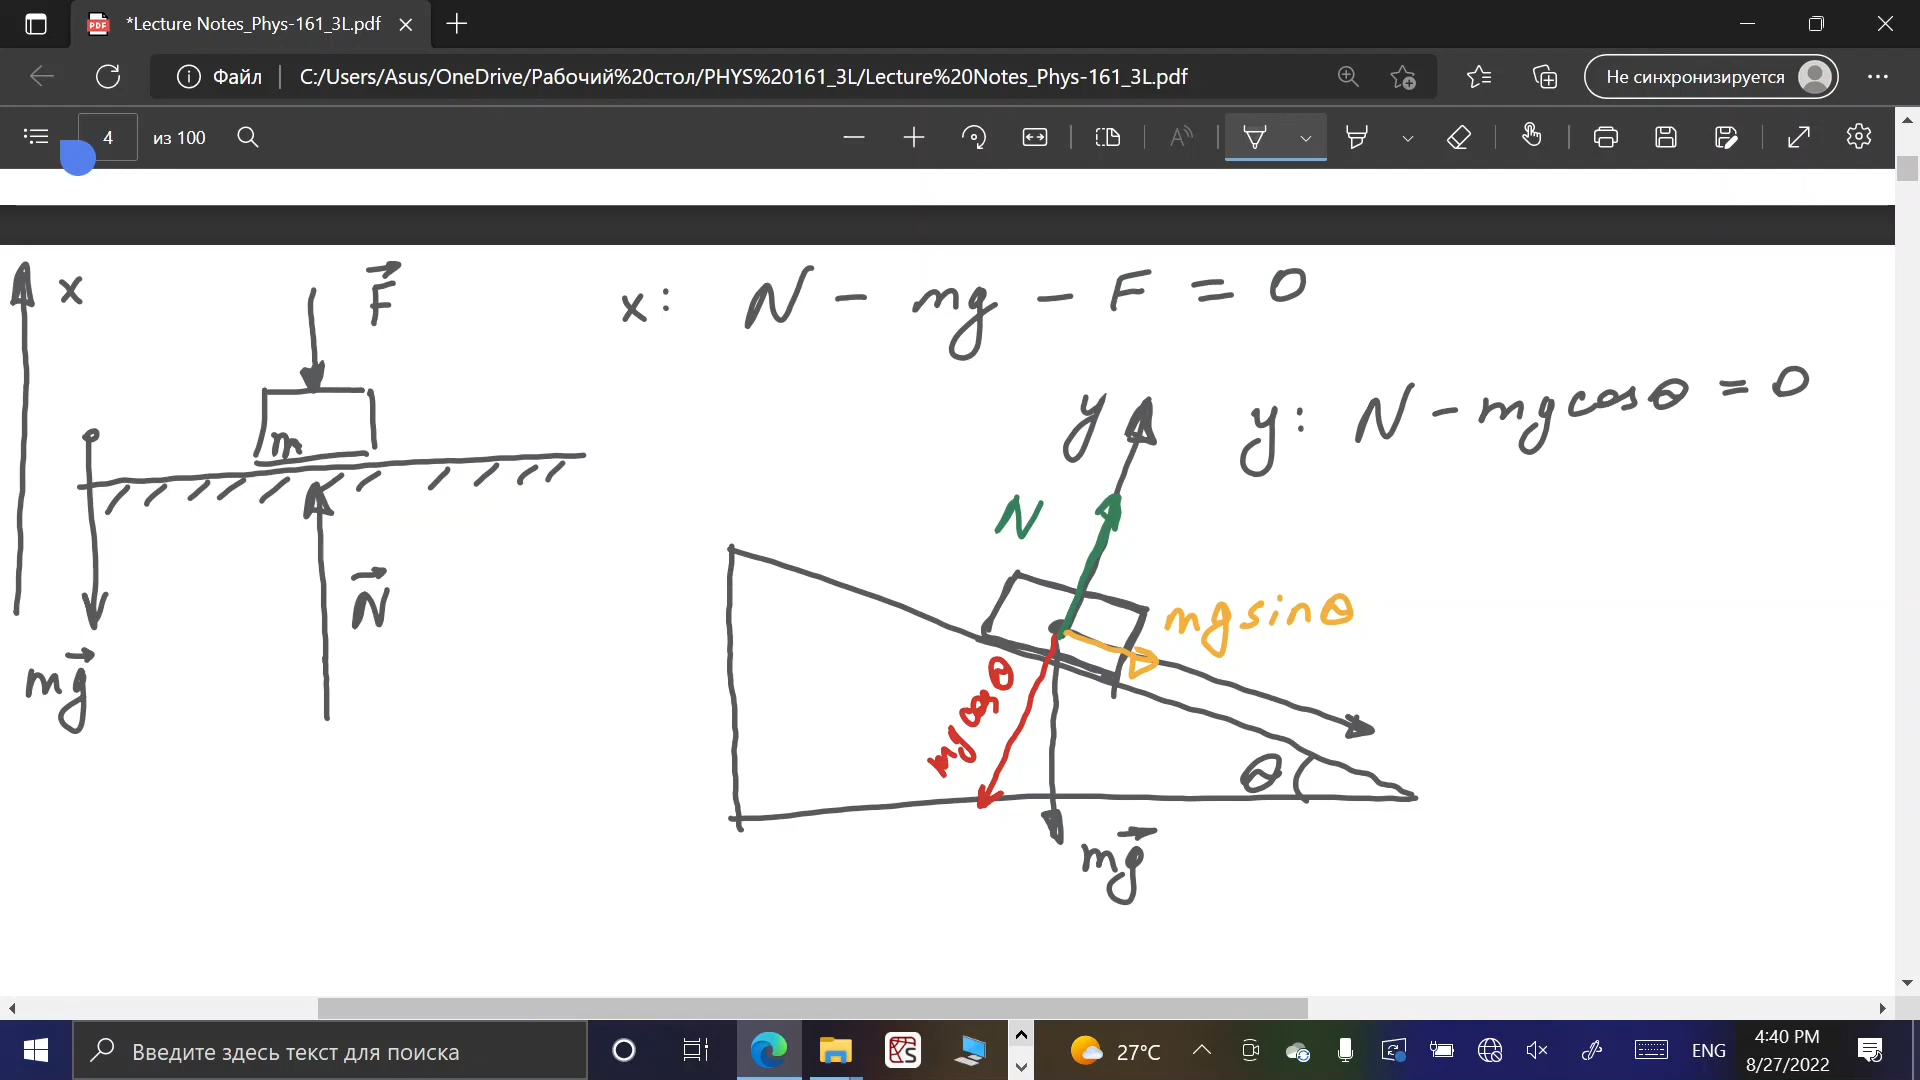 *Lecture Notes_Phys-161_3L.pdf
Файл
C:/Users/Asus/OneDrive/Рабочий%20стол/PHYS%20161_3L/Lecture%20Notes_Phys-161_3L.pdf
Не синхронизируется
4 из 100
x
F
x: N - mg - F = 0
m
y
y: N - mg cosθ = 0
N
N
mg sinθ
mg cosθ
mg
θ
mg
Введите здесь текст для поиска
27°C
ENG
4:40 PM
8/27/2022